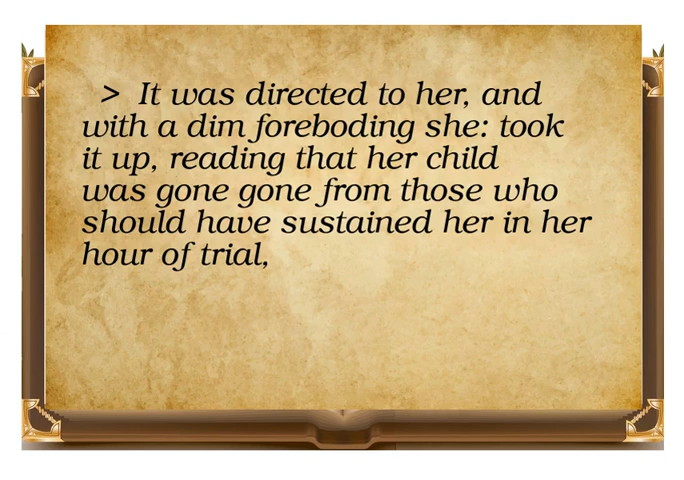 > It was directed to her, and
with a dim foreboding she: took
it up, reading that her child
was gone gone from those who
should have sustained her in her
hour of trial,